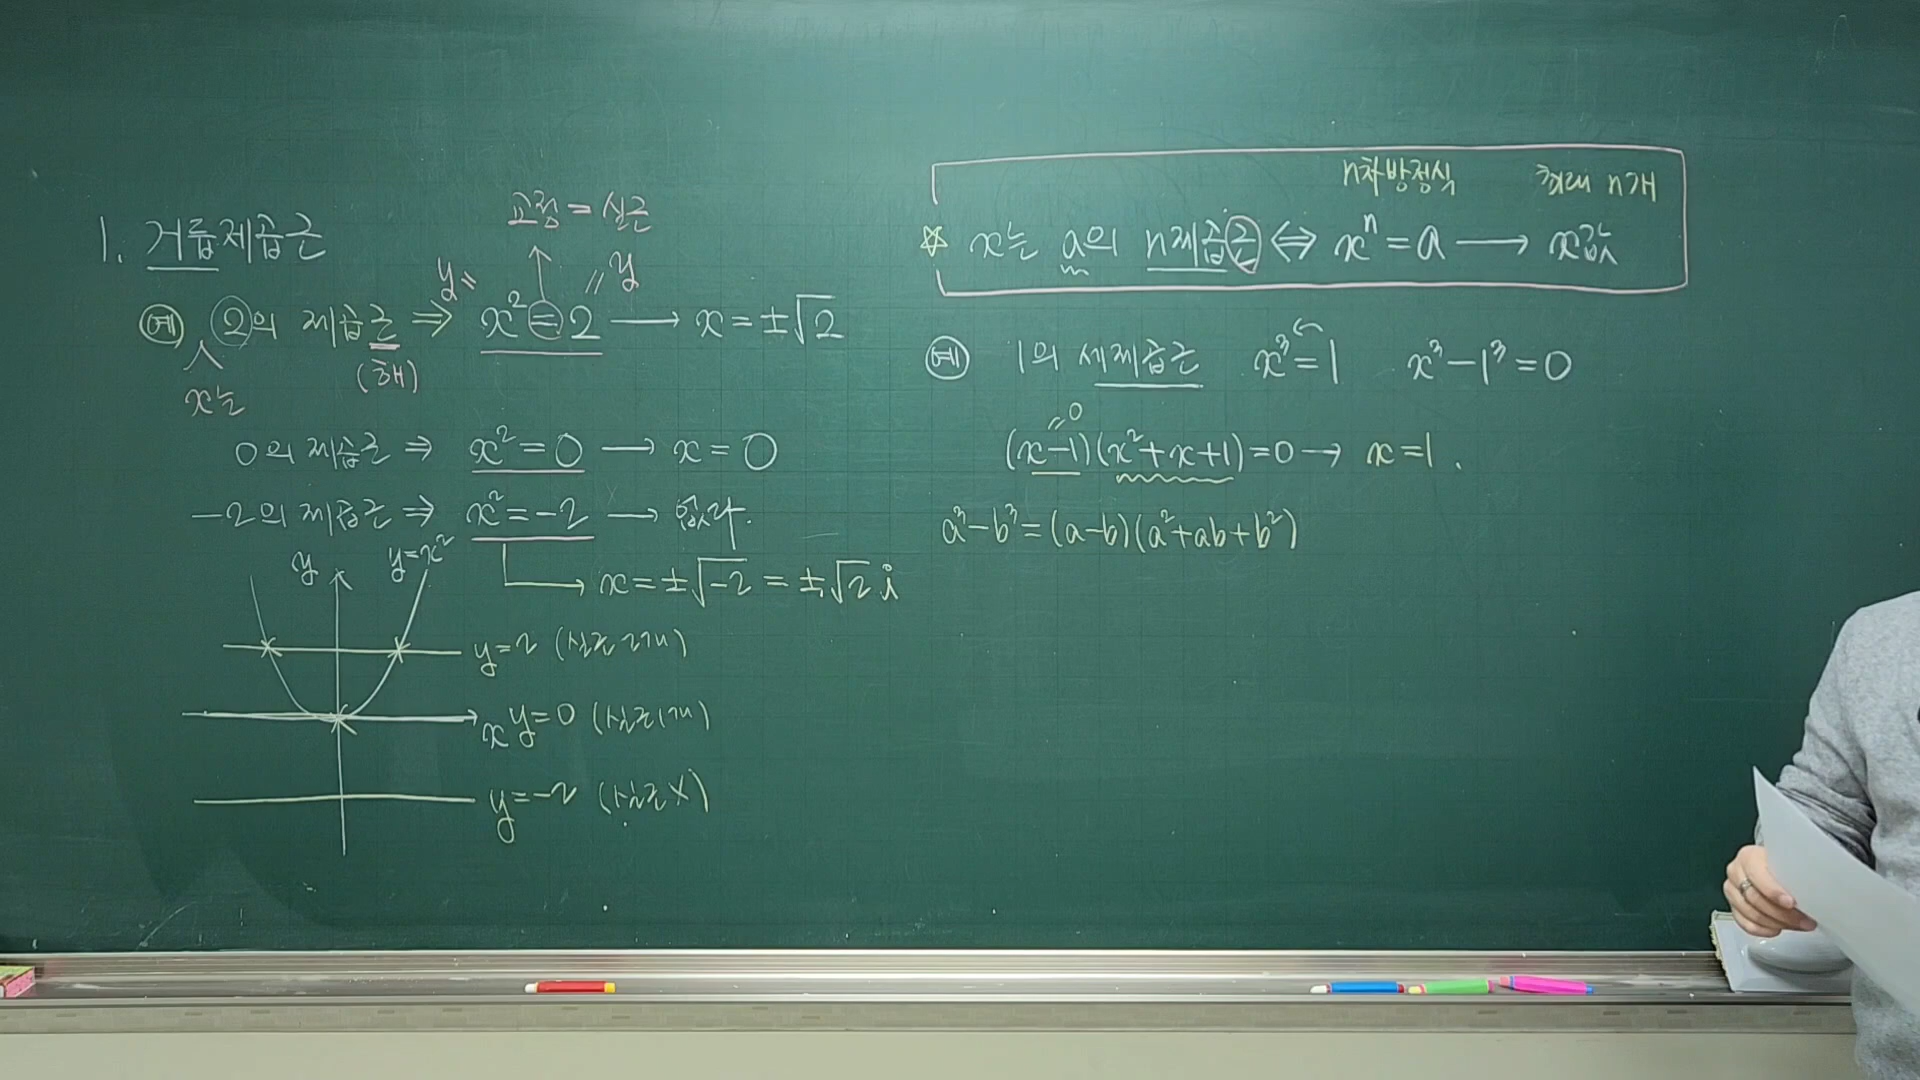 1. 거듭제곱근
교점 = 실근
y=
// y
예 2의 제곱근 ⇒ x² = 2 → x = ±√2
x는
(해)
0의 제곱근 ⇒ x² = 0 → x = 0
-2의 제곱근 ⇒ x² = -2 → 없다.
x = ±√-2 = ±√2 i
y
y=x²
y=2 (실근 2개)
x
y=0 (실근 1개)
y=-2 (실근 X)
n차방정식
최대 n개
☆ x는 a의 n제곱근 ⇔ xⁿ = a → x값
예 1의 세제곱근 x³ = 1 x³ - 1³ = 0
// 0
(x-1)(x²+x+1)=0 → x=1.
a³-b³=(a-b)(a²+ab+b²)